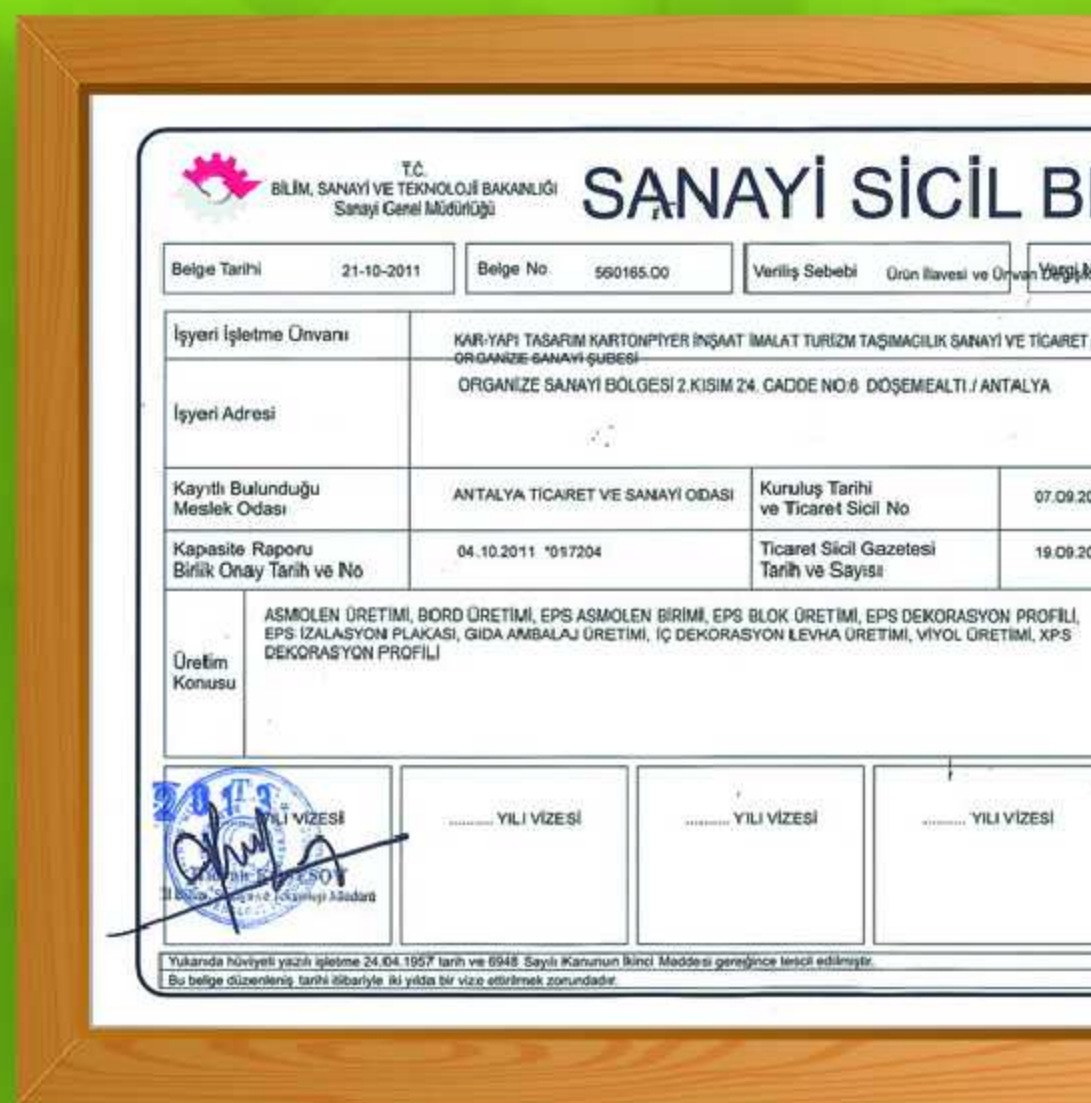 T.C.
BİLİM, SANAYİ VE TEKNOLOJİ BAKANLIĞI
Sanayi Genel Müdürlüğü
SANAYİ SİCİL
Belge Tarihi 21-10-2011 Belge No 560165.00 Veriliş Sebebi Ürün İlavesi ve Ünvan
İşyeri İşletme Ünvanı KAR-YAPI TASARIM KARTONPİYER İNŞAAT İMALAT TURİZM TAŞIMACILIK SANAYİ VE TİCARET
ORGANİZE SANAYİ ŞUBESİ
İşyeri Adresi ORGANİZE SANAYİ BÖLGESİ 2.KISIM 24. CADDE NO:6 DÖŞEMEALTI / ANTALYA
Kayıtlı Bulunduğu Meslek Odası ANTALYA TİCARET VE SANAYİ ODASI Kuruluş Tarihi ve Ticaret Sicil No 07.09.20
Kapasite Raporu Birlik Onay Tarih ve No 04.10.2011 *017204 Ticaret Sicil Gazetesi Tarih ve Sayısı 19.09.20
Üretim Konusu
ASMOLEN ÜRETİMİ, BORD ÜRETİMİ, EPS ASMOLEN BİRİMİ, EPS BLOK ÜRETİMİ, EPS DEKORASYON PROFİLİ,
EPS İZALASYON PLAKASI, GIDA AMBALAJ ÜRETİMİ, İÇ DEKORASYON LEVHA ÜRETİMİ, VİYOL ÜRETİMİ, XPS
DEKORASYON PROFİLİ
2013 YILI VİZESİ .......... YILI VİZESİ .......... YILI VİZESİ .......... YILI VİZESİ
Yukarıda hüviyeti yazılı işletme 24.04.1957 tarih ve 6948 Sayılı Kanunun İkinci Maddesi gereğince tescil edilmiştir.
Bu belge düzenleniş tarihi itibariyle iki yılda bir vize ettirilmek zorundadır.